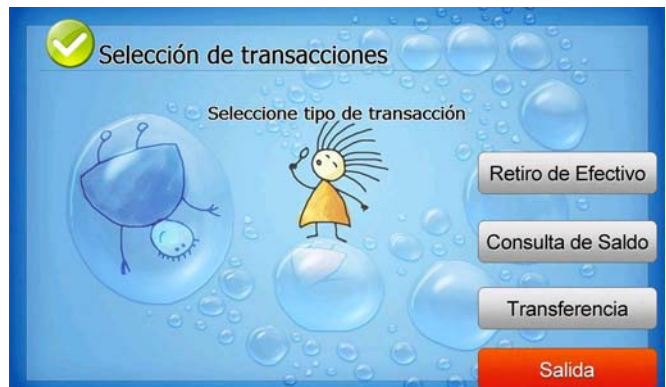 Selección de transacciones
Seleccione tipo de transacción
Retiro de Efectivo
Consulta de Saldo
Transferencia
Salida